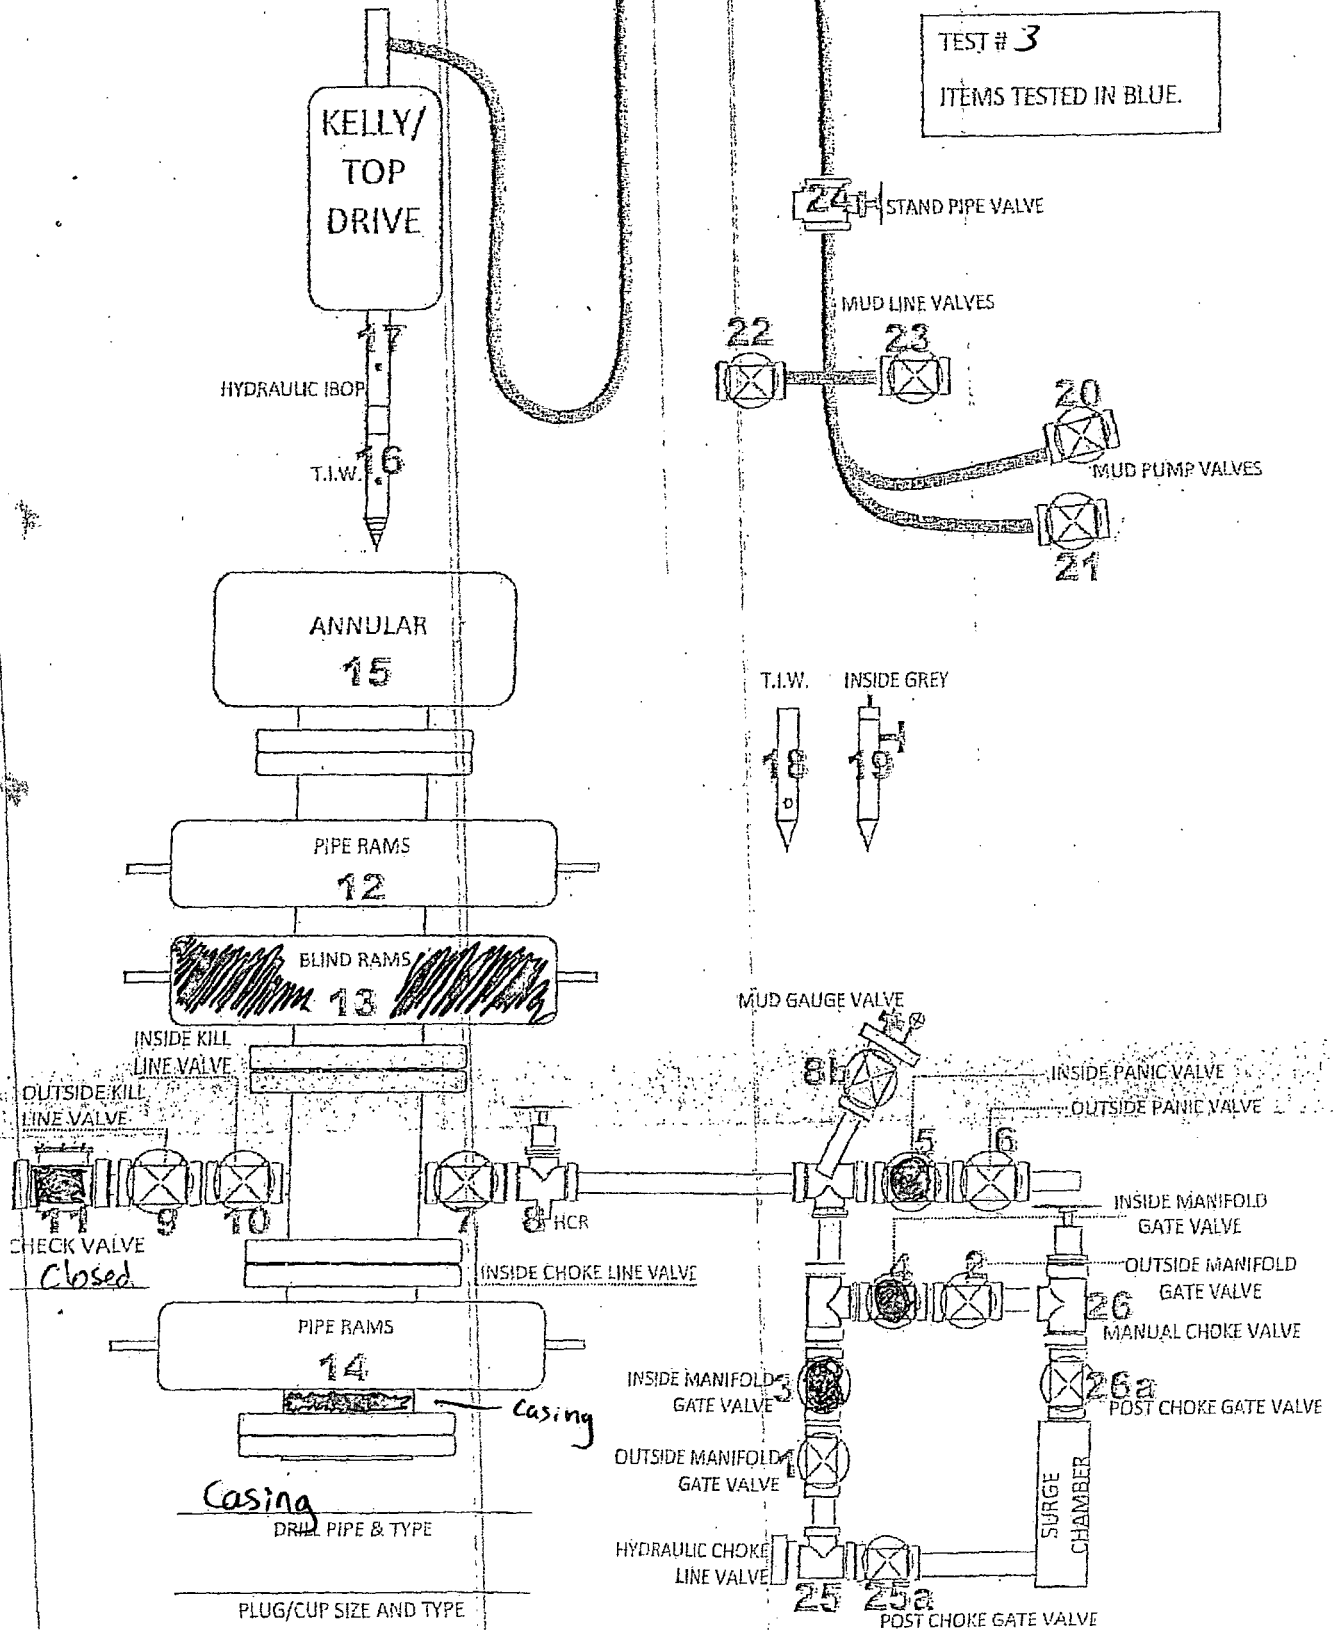 TEST # 3
ITEMS TESTED IN BLUE.
KELLY/
TOP
DRIVE
24
STAND PIPE VALVE
MUD LINE VALVES
22
23
17
HYDRAULIC IBOP
20
16
T.I.W.
MUD PUMP VALVES
21
ANNULAR
15
T.I.W.
INSIDE GREY
18
19
PIPE RAMS
12
BLIND RAMS
13
MUD GAUGE VALVE
INSIDE KILL
LINE VALVE
8b
INSIDE PANIC VALVE
OUTSIDE KILL
LINE VALVE
OUTSIDE PANIC VALVE
5
6
11
9
10
7
8
HCR
CHECK VALVE
Closed
INSIDE MANIFOLD
GATE VALVE
INSIDE CHOKE LINE VALVE
4
2
OUTSIDE MANIFOLD
GATE VALVE
26
MANUAL CHOKE VALVE
PIPE RAMS
14
INSIDE MANIFOLD
GATE VALVE
3
26a
POST CHOKE GATE VALVE
Casing
OUTSIDE MANIFOLD
GATE VALVE
1
SURGE
CHAMBER
Casing
DRILL PIPE & TYPE
HYDRAULIC CHOKE
LINE VALVE
25
25a
PLUG/CUP SIZE AND TYPE
POST CHOKE GATE VALVE